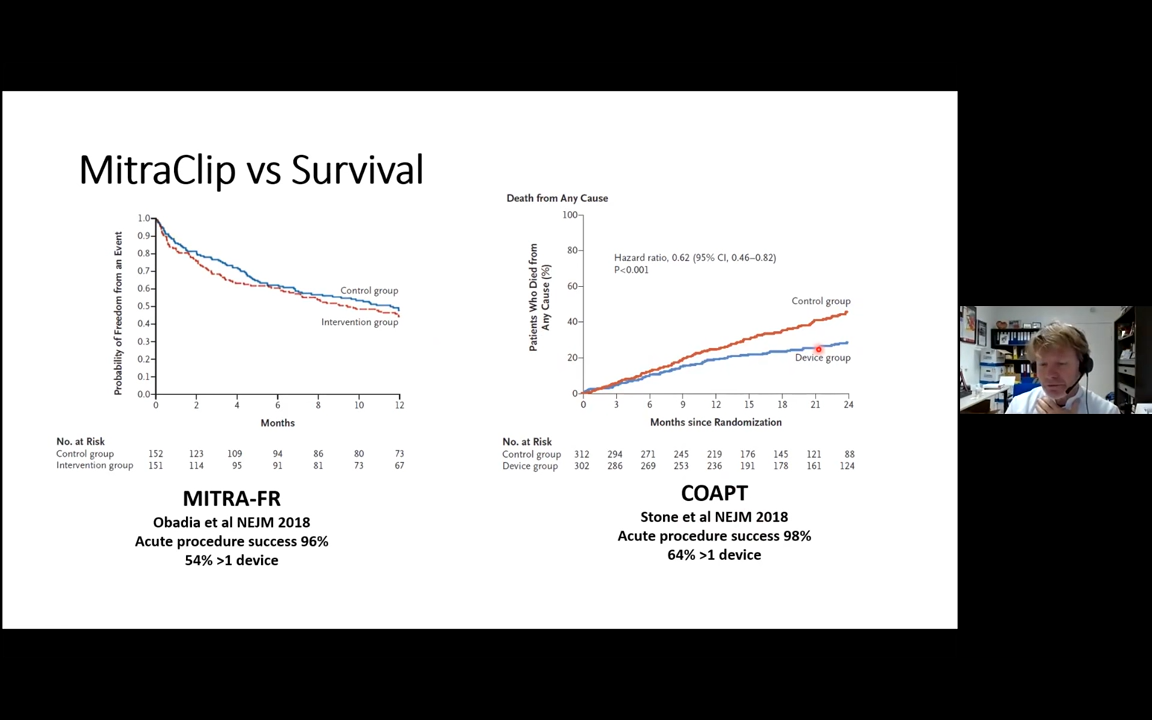 MitraClip vs Survival
Probability of Freedom from an Event
1.0
0.9
0.8
0.7
0.6
0.5
0.4
0.3
0.2
0.1
0.0
Control group
Intervention group
0 2 4 6 8 10 12
Months
No. at Risk
Control group 152 123 109 94 86 80 73
Intervention group 151 114 95 91 81 73 67
MITRA-FR
Obadia et al NEJM 2018
Acute procedure success 96%
54% >1 device
Death from Any Cause
Patients Who Died from
Any Cause (%)
100
80
60
40
20
0
Hazard ratio, 0.62 (95% CI, 0.46–0.82)
P<0.001
Control group
Device group
0 3 6 9 12 15 18 21 24
Months since Randomization
No. at Risk
Control group 312 294 271 245 219 176 145 121 88
Device group 302 286 269 253 236 191 178 161 124
COAPT
Stone et al NEJM 2018
Acute procedure success 98%
64% >1 device